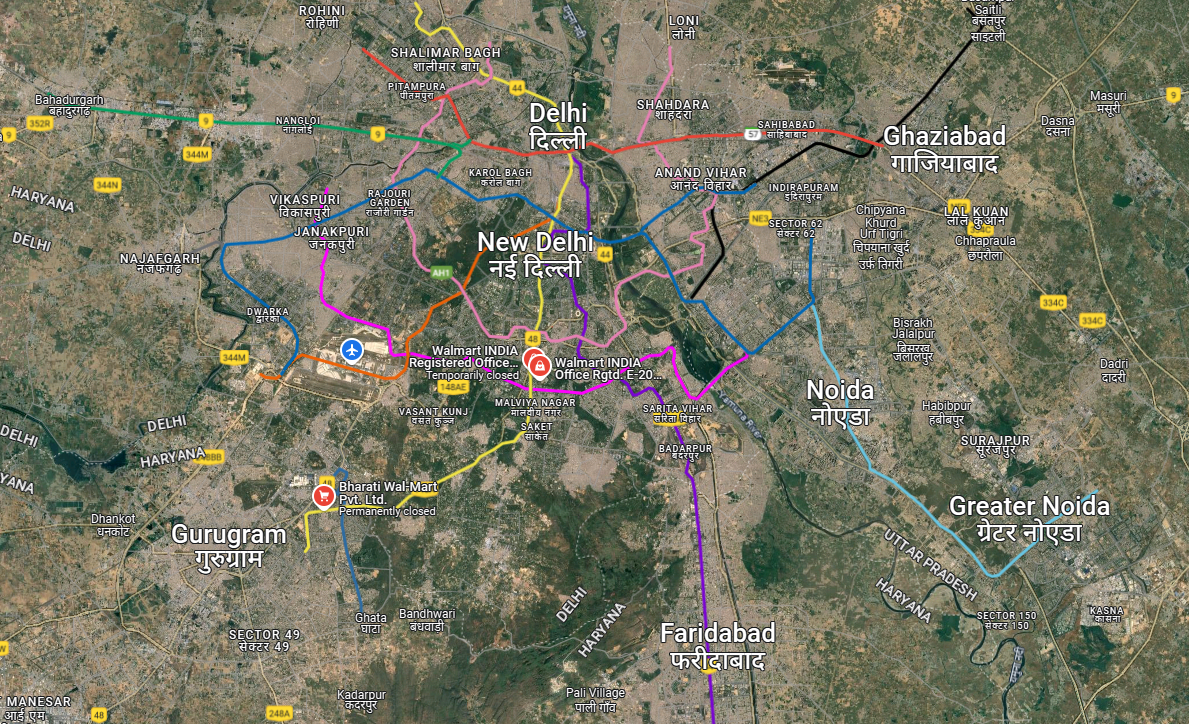 ROHINI
रोहिणी
LONI
लोनी
Saitli
बसंतपुर
साइटली
SHALIMAR BAGH
शालीमार बाग़
PITAMPURA
पीतमपुरा
44
Bahadurgarh
बहादुरगढ़
352R
9
9
NANGLOI
नांगलोई
9
344M
Delhi
दिल्ली
SHAHDARA
शाहदरा
57
SAHIBABAD
साहिबाबाद
Ghaziabad
गाजियाबाद
Masuri
मसूरी
9
Dasna
दसना
344N
HARYANA
DELHI
VIKASPURI
विकासपुरी
RAJOURI
GARDEN
राजौरी गार्डन
KAROL BAGH
करोल बाग़
ANAND VIHAR
आनंद विहार
INDIRAPURAM
इंदिरापुरम
NE3
SECTOR 62
सेक्टर 62
Chipyana
Khurd
Urf Tigri
चिपयाना खुर्द
उर्फ तिगरी
LAL KUAN
लाल कुआँन
Chhapraula
छपरौला
JANAKPURI
जनकपुरी
NAJAFGARH
नजफगढ़
New Delhi
नई दिल्ली
44
AH1
DWARKA
द्वारका
334C
334C
Bisrakh
Jalalpur
बिसरख
जलालपुर
344M
48
Walmart INDIA
Registered Office...
Temporarily closed
Walmart INDIA
Office Rgtd. E-20...
148AE
Dadri
दादरी
VASANT KUNJ
वसंत कुञ्ज
MALVIYA NAGAR
मालवीय नगर
SAKET
साकेत
SARITA VIHAR
सरिता विहार
Yamuna River
Noida
नोएडा
Habibpur
हबीबपुर
SURAJPUR
सूरजपुर
BADARPUR
बदरपुर
DELHI
HARYANA
DELHI
48
Bharati Wal-Mart
Pvt. Ltd.
Permanently closed
Dhankot
धनकोट
Gurugram
गुरुग्राम
Greater Noida
ग्रेटर नोएडा
UTTAR PRADESH
HARYANA
DELHI
HARYANA
SECTOR 150
सेक्टर 150
KASNA
कासना
Ghata
घाटा
Bandhwari
बंधवाड़ी
SECTOR 49
सेक्टर 49
Faridabad
फरीदाबाद
Kadarpur
कदरपुर
Pali Village
पाली गाँव
MANESAR
आई एम
48
248A